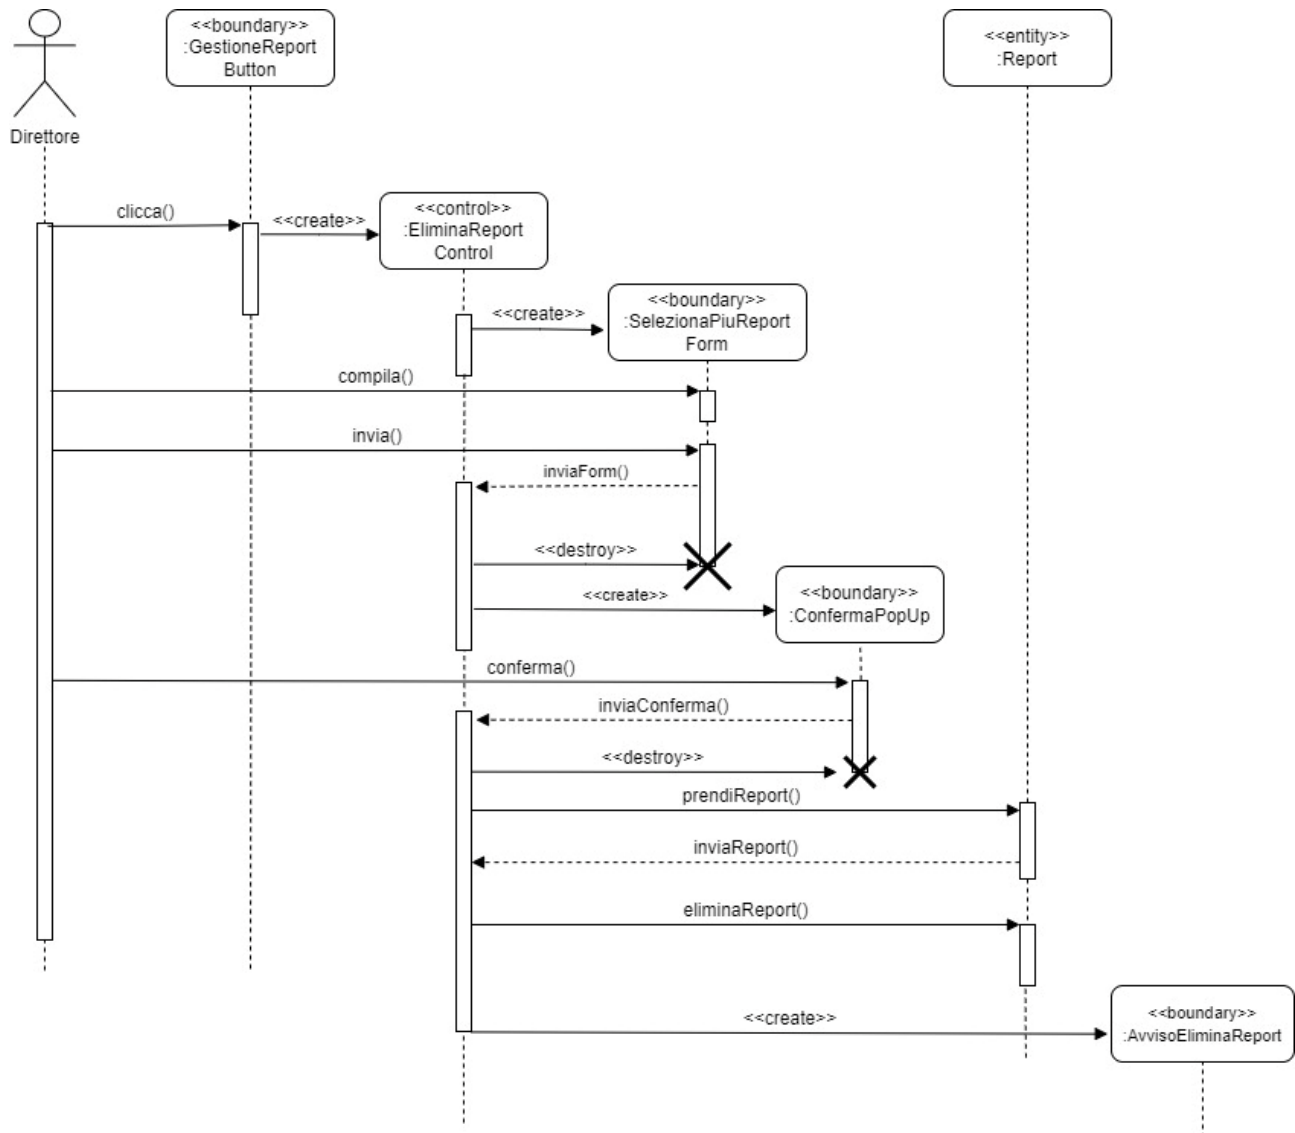 <<boundary>>
:GestioneReport
Button
<<entity>>
:Report
Direttore
clicca()
<<create>>
<<control>>
:EliminaReport
Control
<<create>>
<<boundary>>
:SelezionaPiuReport
Form
compila()
invia()
inviaForm()
<<destroy>>
<<create>>
<<boundary>>
:ConfermaPopUp
conferma()
inviaConferma()
<<destroy>>
prendiReport()
inviaReport()
eliminaReport()
<<create>>
<<boundary>>
:AvvisoEliminaReport